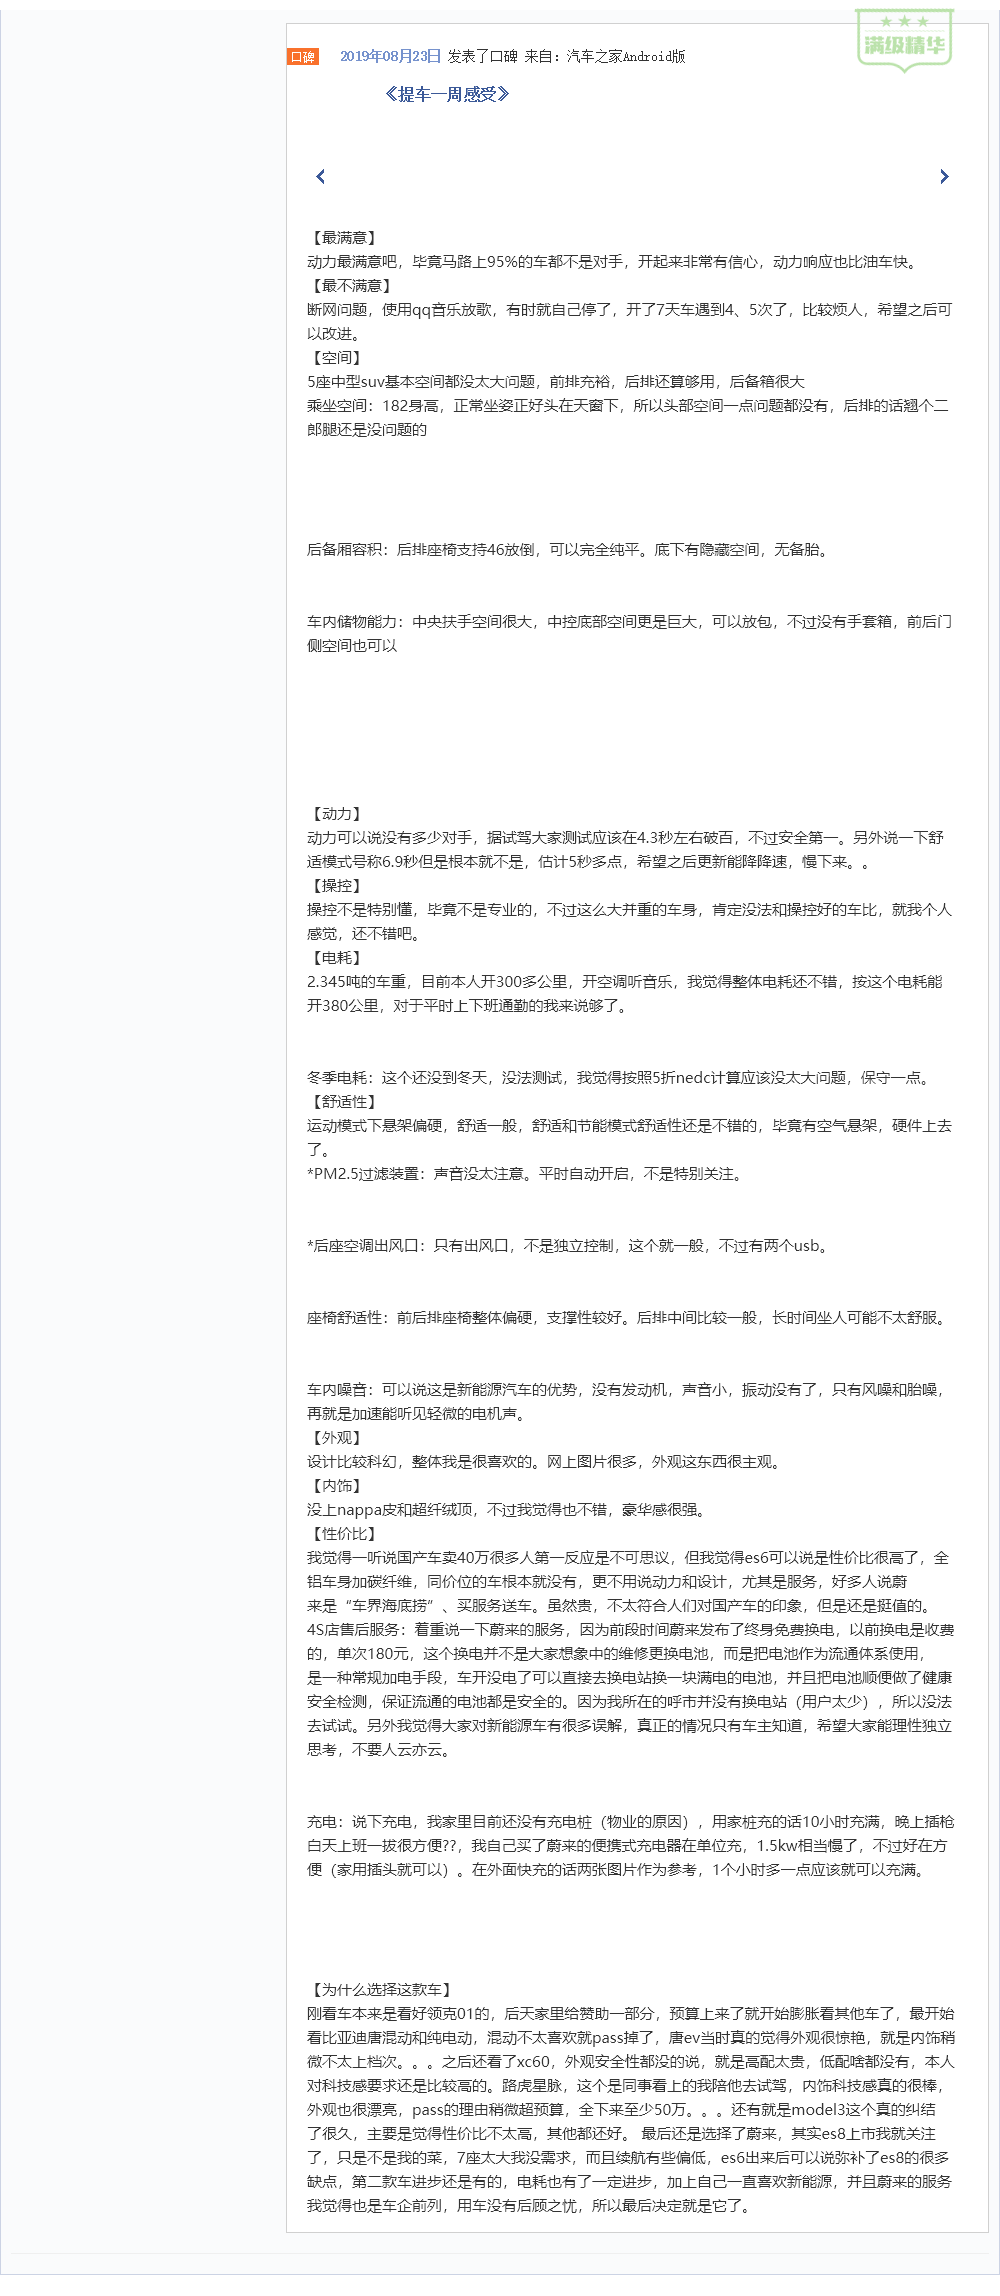 满级精华
口碑 2019年08月23日 发表了口碑 来自：汽车之家Android版
《提车一周感受》
【最满意】
动力最满意吧，毕竟马路上95%的车都不是对手，开起来非常有信心，动力响应也比油车快。
【最不满意】
断网问题，使用qq音乐放歌，有时就自己停了，开了7天车遇到4、5次了，比较烦人，希望之后可
以改进。
【空间】
5座中型suv基本空间都没太大问题，前排充裕，后排还算够用，后备箱很大
乘坐空间：182身高，正常坐姿正好头在天窗下，所以头部空间一点问题都没有，后排的话翘个二
郎腿还是没问题的
后备厢容积：后排座椅支持46放倒，可以完全纯平。底下有隐藏空间，无备胎。
车内储物能力：中央扶手空间很大，中控底部空间更是巨大，可以放包，不过没有手套箱，前后门
侧空间也可以
【动力】
动力可以说没有多少对手，据试驾大家测试应该在4.3秒左右破百，不过安全第一。另外说一下舒
适模式号称6.9秒但是根本就不是，估计5秒多点，希望之后更新能降降速，慢下来。。
【操控】
操控不是特别懂，毕竟不是专业的，不过这么大并重的车身，肯定没法和操控好的车比，就我个人
感觉，还不错吧。
【电耗】
2.345吨的车重，目前本人开300多公里，开空调听音乐，我觉得整体电耗还不错，按这个电耗能
开380公里，对于平时上下班通勤的我来说够了。
冬季电耗：这个还没到冬天，没法测试，我觉得按照5折nedc计算应该没太大问题，保守一点。
【舒适性】
运动模式下悬架偏硬，舒适一般，舒适和节能模式舒适性还是不错的，毕竟有空气悬架，硬件上去
了。
*PM2.5过滤装置：声音没太注意。平时自动开启，不是特别关注。
*后座空调出风口：只有出风口，不是独立控制，这个就一般，不过有两个usb。
座椅舒适性：前后排座椅整体偏硬，支撑性较好。后排中间比较一般，长时间坐人可能不太舒服。
车内噪音：可以说这是新能源汽车的优势，没有发动机，声音小，振动没有了，只有风噪和胎噪，
再就是加速能听见轻微的电机声。
【外观】
设计比较科幻，整体我是很喜欢的。网上图片很多，外观这东西很主观。
【内饰】
没上nappa皮和超纤绒顶，不过我觉得也不错，豪华感很强。
【性价比】
我觉得一听说国产车卖40万很多人第一反应是不可思议，但我觉得es6可以说是性价比很高了，全
铝车身加碳纤维，同价位的车根本就没有，更不用说动力和设计，尤其是服务，好多人说蔚
来是“车界海底捞”、买服务送车。虽然贵，不太符合人们对国产车的印象，但是还是挺值的。
4S店售后服务：着重说一下蔚来的服务，因为前段时间蔚来发布了终身免费换电，以前换电是收费
的，单次180元，这个换电并不是大家想象中的维修更换电池，而是把电池作为流通体系使用，
是一种常规加电手段，车开没电了可以直接去换电站换一块满电的电池，并且把电池顺便做了健康
安全检测，保证流通的电池都是安全的。因为我所在的呼市并没有换电站（用户太少），所以没法
去试试。另外我觉得大家对新能源车有很多误解，真正的情况只有车主知道，希望大家能理性独立
思考，不要人云亦云。
充电：说下充电，我家里目前还没有充电桩（物业的原因），用家桩充的话10小时充满，晚上插枪
白天上班一拔很方便??，我自己买了蔚来的便携式充电器在单位充，1.5kw相当慢了，不过好在方
便（家用插头就可以）。在外面快充的话两张图片作为参考，1个小时多一点应该就可以充满。
【为什么选择这款车】
刚看车本来是看好领克01的，后天家里给赞助一部分，预算上来了就开始膨胀看其他车了，最开始
看比亚迪唐混动和纯电动，混动不太喜欢就pass掉了，唐ev当时真的觉得外观很惊艳，就是内饰稍
微不太上档次。。。之后还看了xc60，外观安全性都没的说，就是高配太贵，低配啥都没有，本人
对科技感要求还是比较高的。路虎星脉，这个是同事看上的我陪他去试驾，内饰科技感真的很棒，
外观也很漂亮，pass的理由稍微超预算，全下来至少50万。。。还有就是model3这个真的纠结
了很久，主要是觉得性价比不太高，其他都还好。 最后还是选择了蔚来，其实es8上市我就关注
了，只是不是我的菜，7座太大我没需求，而且续航有些偏低，es6出来后可以说弥补了es8的很多
缺点，第二款车进步还是有的，电耗也有了一定进步，加上自己一直喜欢新能源，并且蔚来的服务
我觉得也是车企前列，用车没有后顾之忧，所以最后决定就是它了。